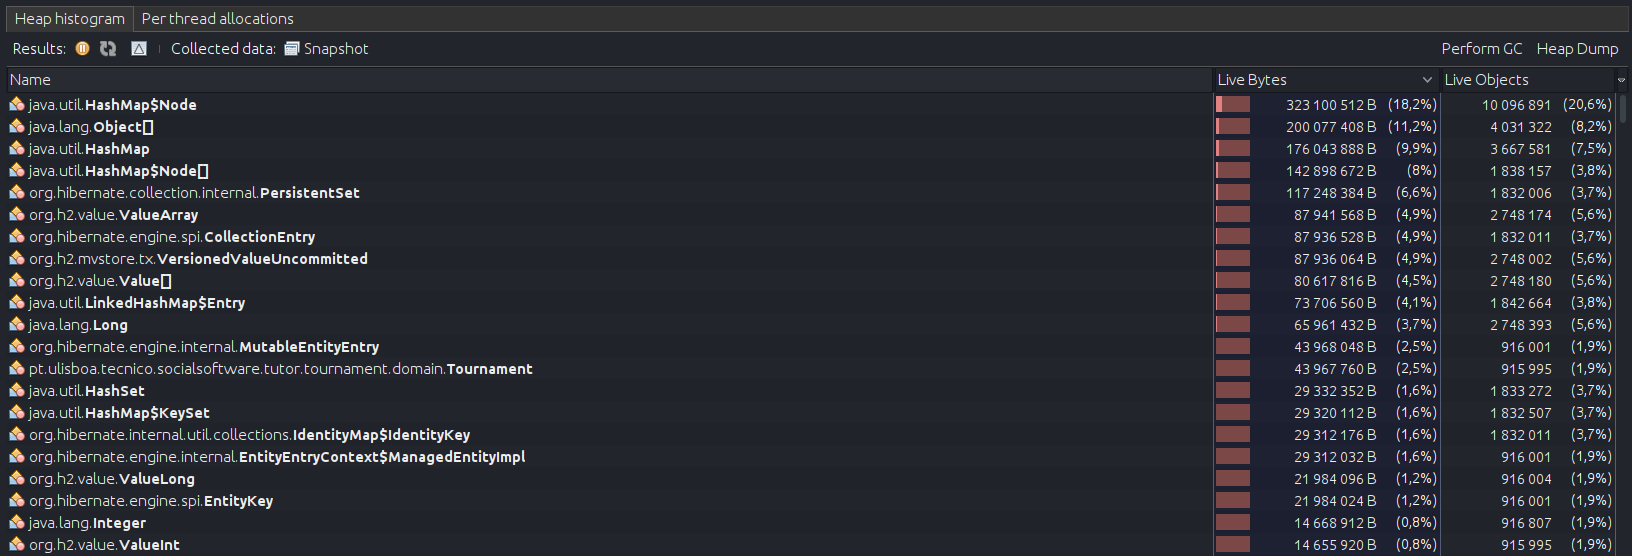 Heap histogram Per thread allocations
Results: Collected data: Snapshot Perform GC Heap Dump
Name Live Bytes Live Objects
java.util.HashMap$Node 323 100 512 B (18,2%) 10 096 891 (20,6%)
java.lang.Object[] 200 077 408 B (11,2%) 4 031 322 (8,2%)
java.util.HashMap 176 043 888 B (9,9%) 3 667 581 (7,5%)
java.util.HashMap$Node[] 142 898 672 B (8%) 1 838 157 (3,8%)
org.hibernate.collection.internal.PersistentSet 117 248 384 B (6,6%) 1 832 006 (3,7%)
org.h2.value.ValueArray 87 941 568 B (4,9%) 2 748 174 (5,6%)
org.hibernate.engine.spi.CollectionEntry 87 936 528 B (4,9%) 1 832 011 (3,7%)
org.h2.mvstore.tx.VersionedValueUncommitted 87 936 064 B (4,9%) 2 748 002 (5,6%)
org.h2.value.Value[] 80 617 816 B (4,5%) 2 748 180 (5,6%)
java.util.LinkedHashMap$Entry 73 706 560 B (4,1%) 1 842 664 (3,8%)
java.lang.Long 65 961 432 B (3,7%) 2 748 393 (5,6%)
org.hibernate.engine.internal.MutableEntityEntry 43 968 048 B (2,5%) 916 001 (1,9%)
pt.ulisboa.tecnico.socialsoftware.tutor.tournament.domain.Tournament 43 967 760 B (2,5%) 915 995 (1,9%)
java.util.HashSet 29 332 352 B (1,6%) 1 833 272 (3,7%)
java.util.HashMap$KeySet 29 320 112 B (1,6%) 1 832 507 (3,7%)
org.hibernate.internal.util.collections.IdentityMap$IdentityKey 29 312 176 B (1,6%) 1 832 011 (3,7%)
org.hibernate.engine.internal.EntityEntryContext$ManagedEntityImpl 29 312 032 B (1,6%) 916 001 (1,9%)
org.h2.value.ValueLong 21 984 096 B (1,2%) 916 004 (1,9%)
org.hibernate.engine.spi.EntityKey 21 984 024 B (1,2%) 916 001 (1,9%)
java.lang.Integer 14 668 912 B (0,8%) 916 807 (1,9%)
org.h2.value.ValueInt 14 655 920 B (0,8%) 915 995 (1,9%)